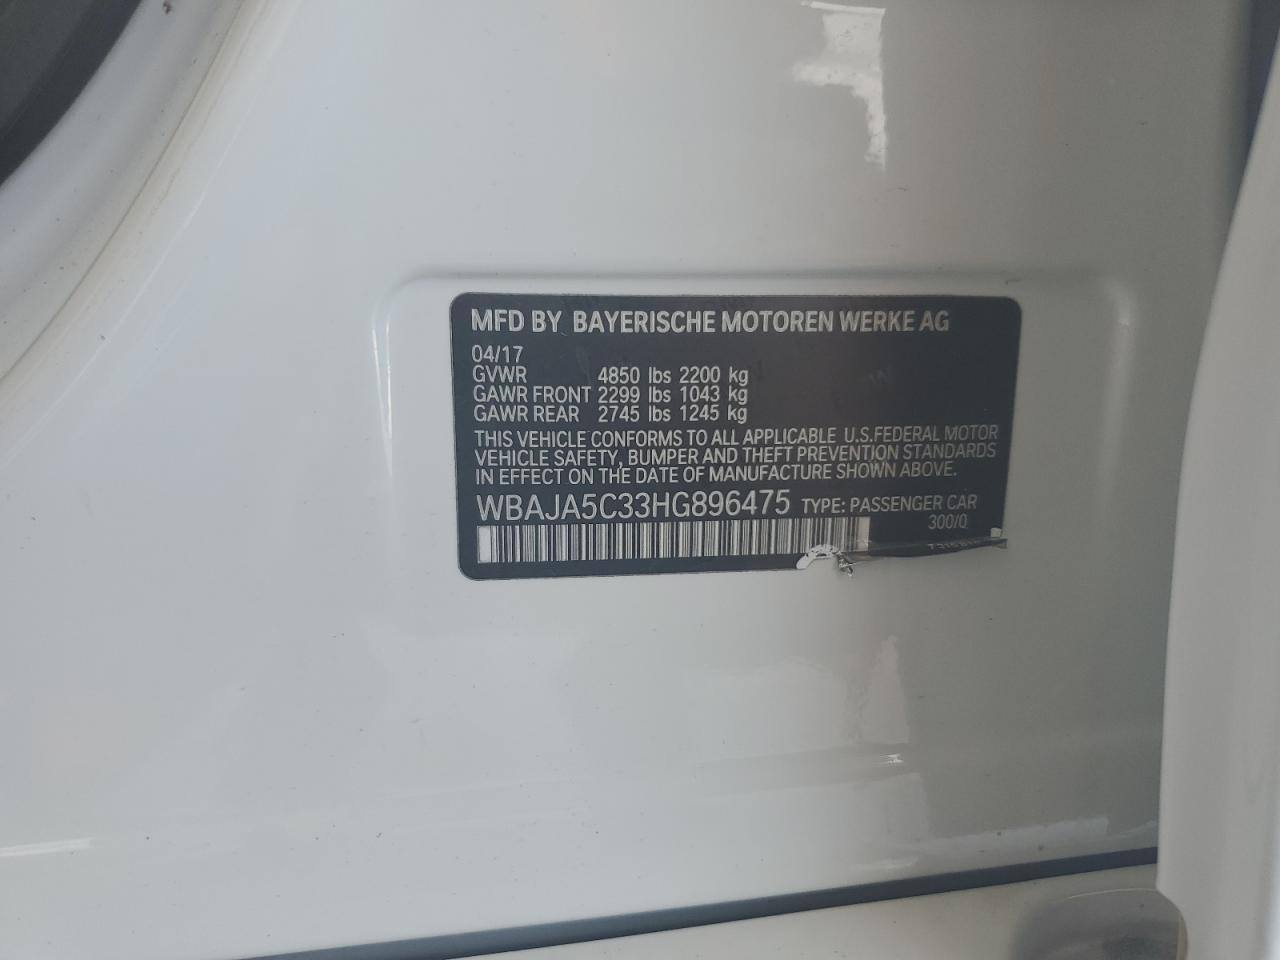 MFD BY BAYERISCHE MOTOREN WERKE AG
04/17
GVWR 4850 lbs 2200 kg
GAWR FRONT 2299 lbs 1043 kg
GAWR REAR 2745 lbs 1245 kg
THIS VEHICLE CONFORMS TO ALL APPLICABLE U.S.FEDERAL MOTOR
VEHICLE SAFETY, BUMPER AND THEFT PREVENTION STANDARDS
IN EFFECT ON THE DATE OF MANUFACTURE SHOWN ABOVE.
WBAJA5C33HG896475 TYPE: PASSENGER CAR
300/0